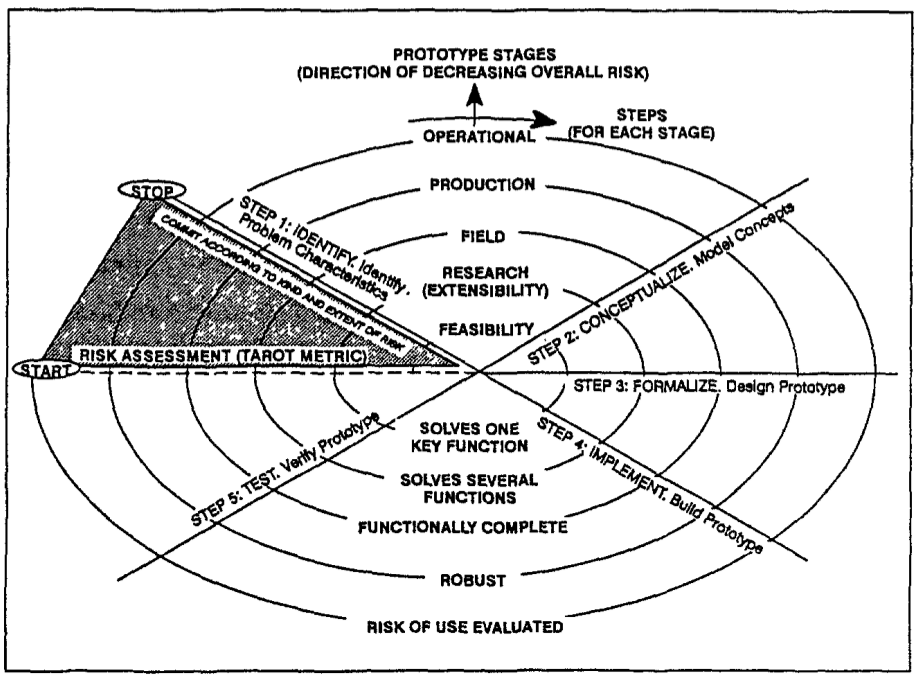 PROTOTYPE STAGES
(DIRECTION OF DECREASING OVERALL RISK)
STEPS
(FOR EACH STAGE)
OPERATIONAL
PRODUCTION
FIELD
RESEARCH
(EXTENSIBILITY)
FEASIBILITY
STOP
STEP 1: IDENTIFY. Identify
Problem Characteristics
COMMIT ACCORDING TO KIND AND EXTENT OF RISK
RISK ASSESSMENT (TAROT METRIC)
START
STEP 2: CONCEPTUALIZE. Model Concepts
STEP 3: FORMALIZE. Design Prototype
STEP 4: IMPLEMENT. Build Prototype
STEP 5: TEST. Verify Prototype
SOLVES ONE
KEY FUNCTION
SOLVES SEVERAL
FUNCTIONS
FUNCTIONALLY COMPLETE
ROBUST
RISK OF USE EVALUATED